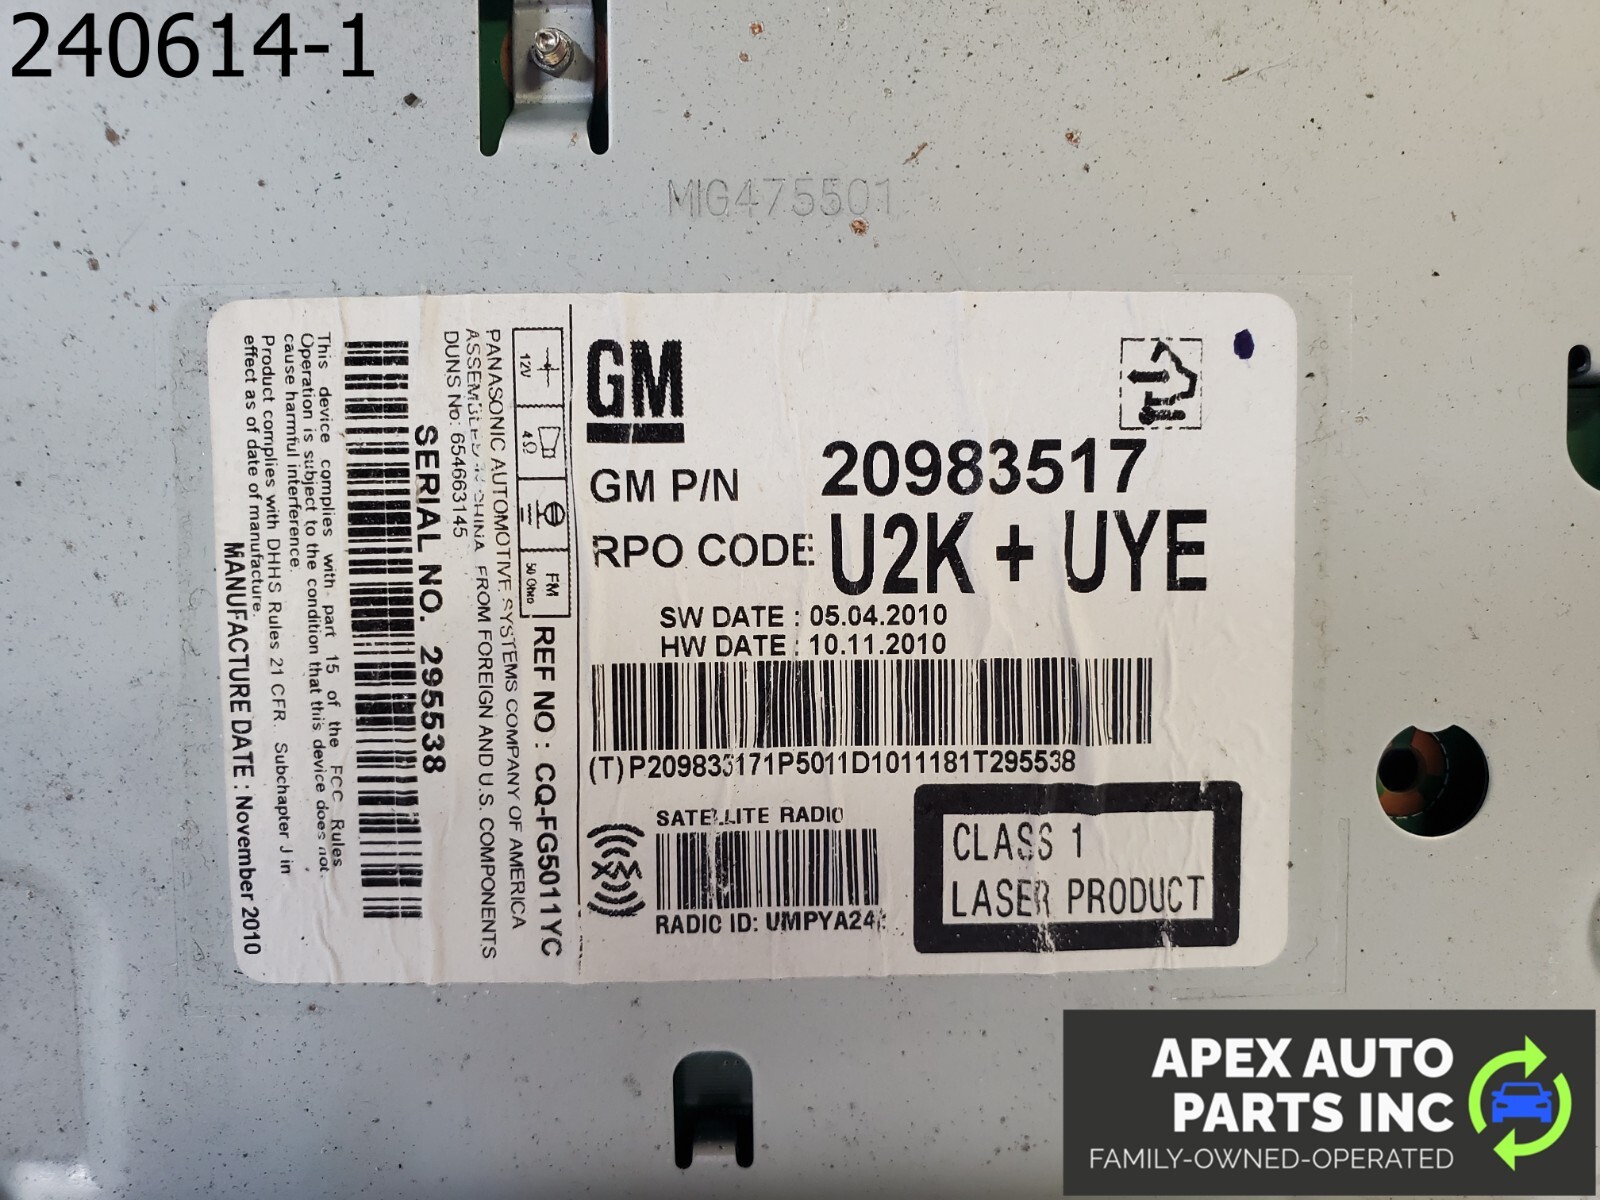 240614-1
MIG475501
GM
GM P/N 20983517
RPO CODE U2K + UYE
SW DATE : 05.04.2010
HW DATE : 10.11.2010
(T) P209833171P5011D1011181T295538
SATELLITE RADIO
RADIO ID: UMPYA24
CLASS 1
LASER PRODUCT
12V
4Ω
FM
50 Ohm
REF NO : CQ-FG5011YC
PANASONIC AUTOMOTIVE SYSTEMS COMPANY OF AMERICA
ASSEMBLED IN CHINA FROM FOREIGN AND U.S. COMPONENTS
DUNS No: 654663145
SERIAL NO. 295538
This device complies with part 15 of the FCC Rules
Operation is subject to the condition that this device does not
cause harmful interference.
Product complies with DHHS Rules 21 CFR. Subchapter J in
effect as of date of manufacture.
MANUFACTURE DATE : November 2010
APEX AUTO
PARTS INC
FAMILY-OWNED-OPERATED